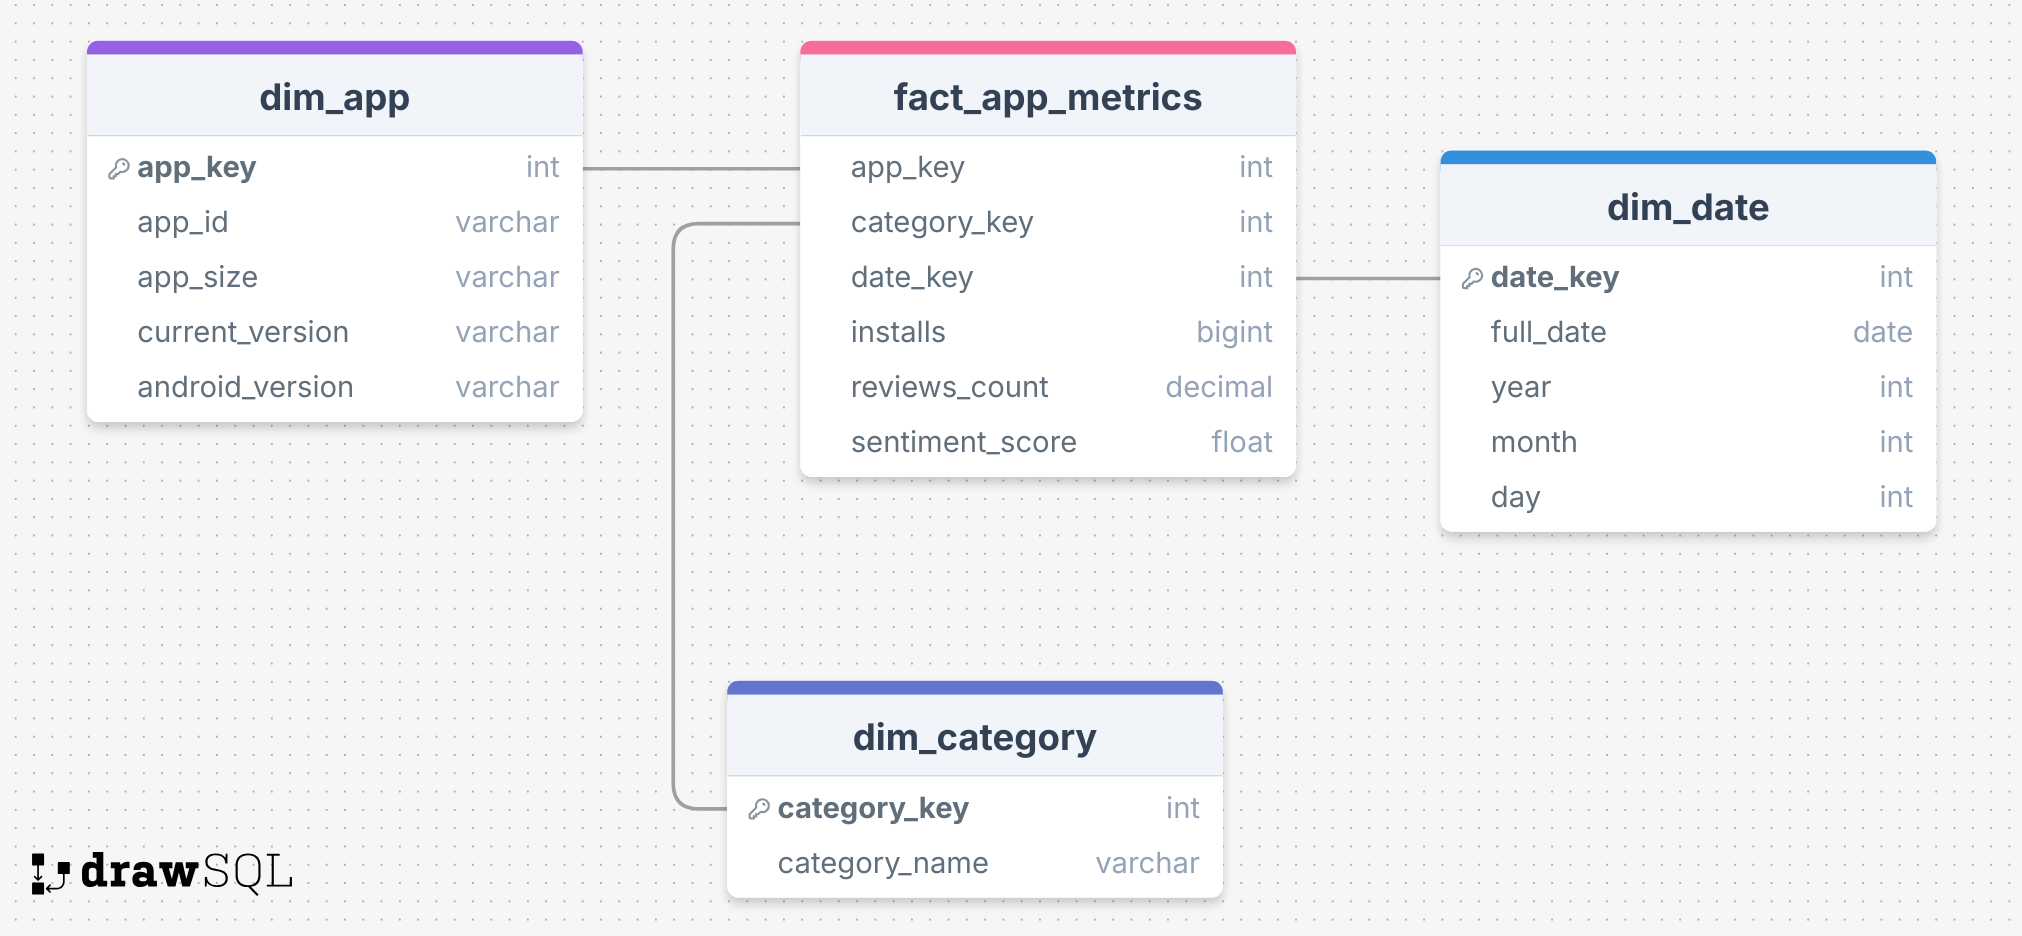 dim_app
app_key int
app_id varchar
app_size varchar
current_version varchar
android_version varchar
fact_app_metrics
app_key int
category_key int
date_key int
installs bigint
reviews_count decimal
sentiment_score float
dim_date
date_key int
full_date date
year int
month int
day int
dim_category
category_key int
category_name varchar
drawSQL